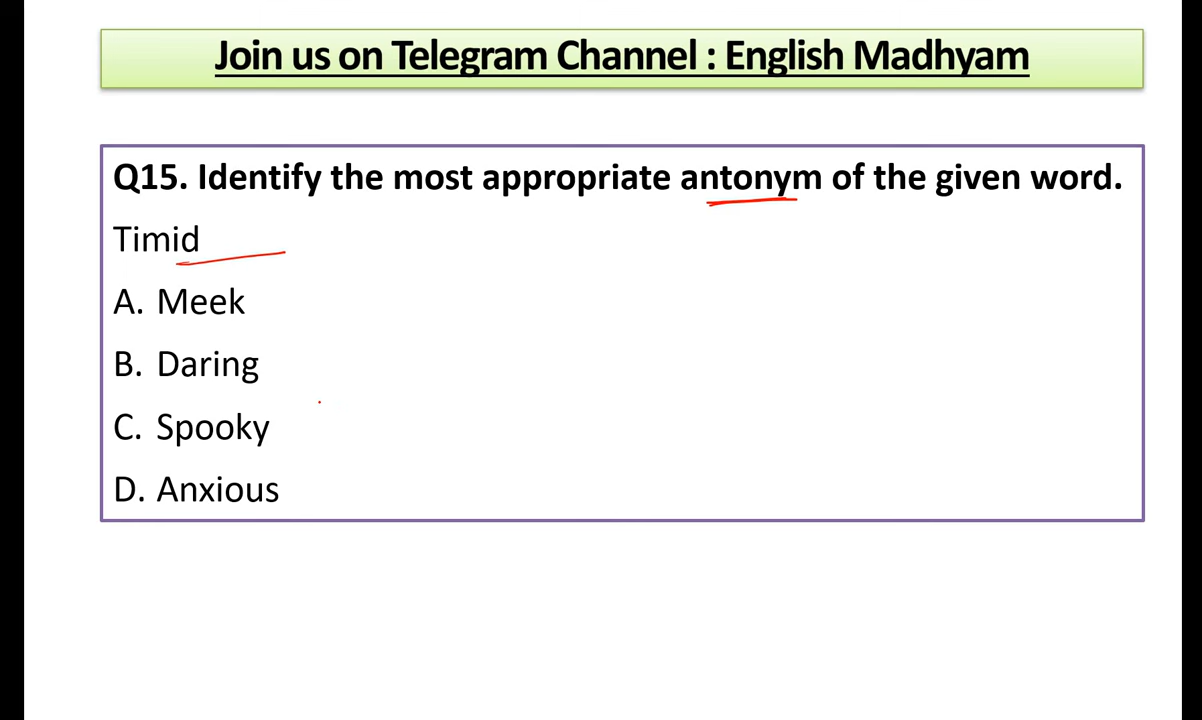 Join us on Telegram Channel : English Madhyam
Q15. Identify the most appropriate antonym of the given word.
Timid
A. Meek
B. Daring
C. Spooky
D. Anxious